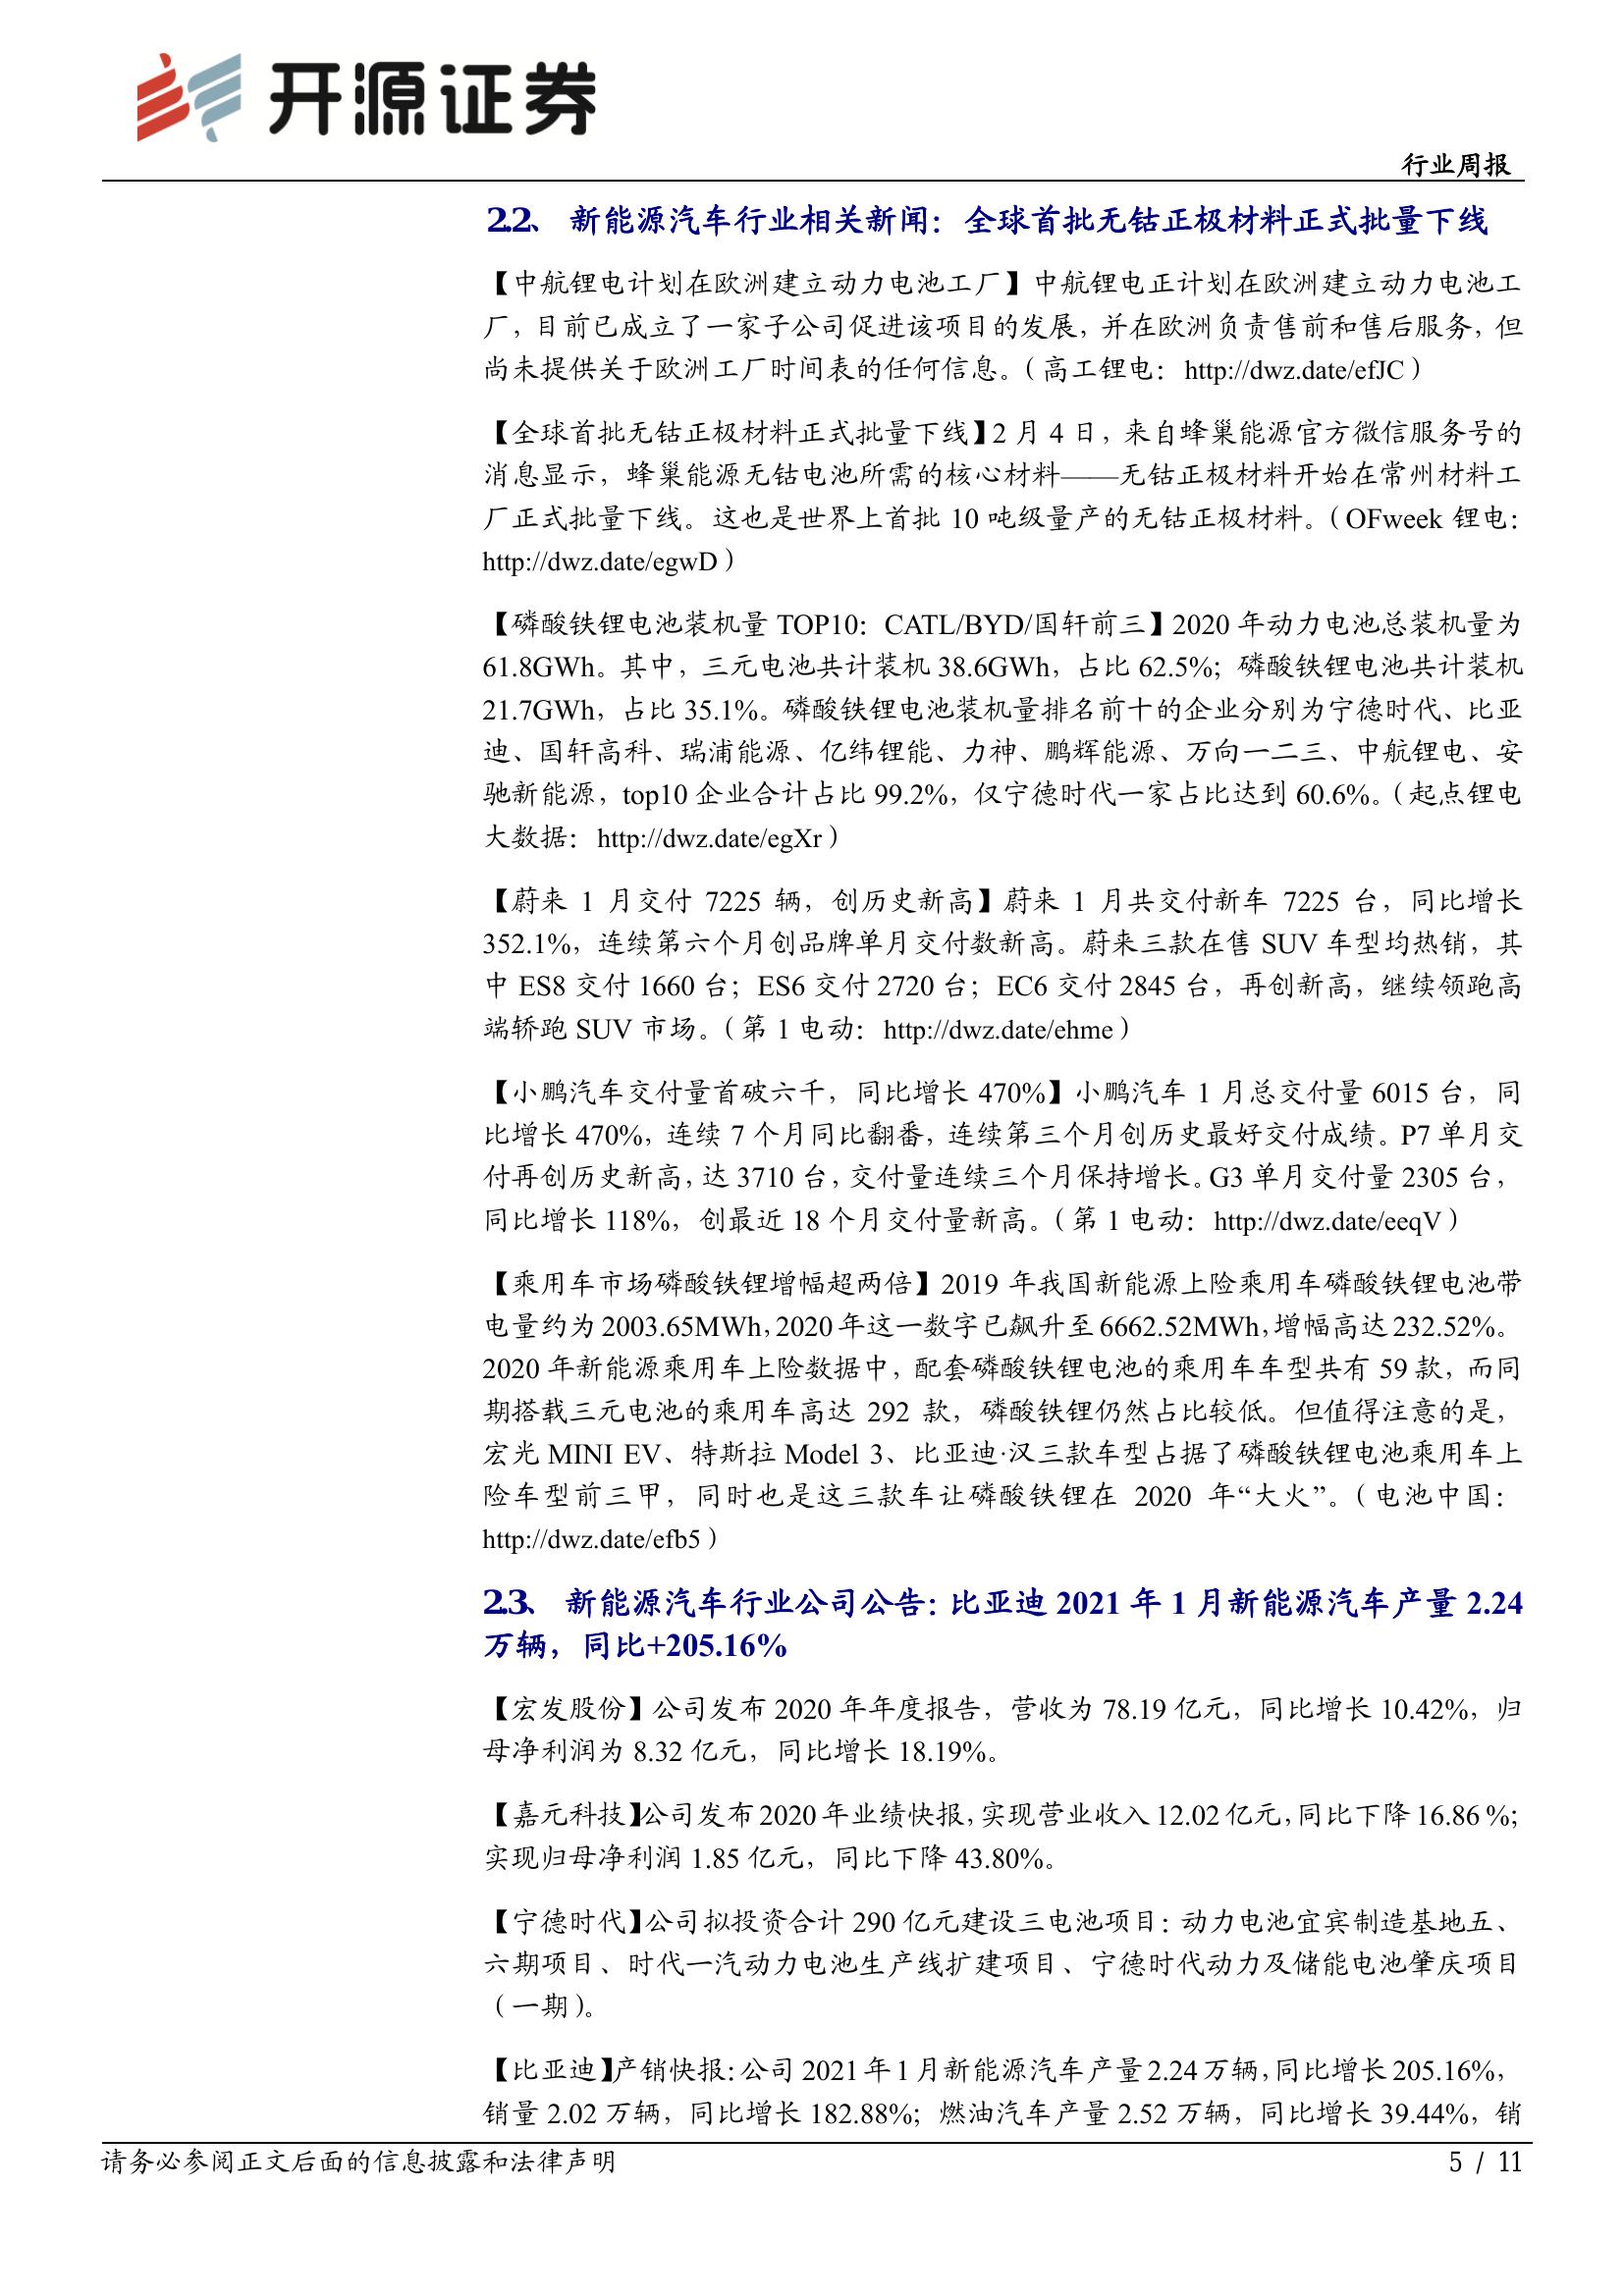 开源证券
行业周报
2.2、 新能源汽车行业相关新闻：全球首批无钴正极材料正式批量下线
【中航锂电计划在欧洲建立动力电池工厂】中航锂电正计划在欧洲建立动力电池工
厂，目前已成立了一家子公司促进该项目的发展，并在欧洲负责售前和售后服务，但
尚未提供关于欧洲工厂时间表的任何信息。（高工锂电：http://dwz.date/efJC）
【全球首批无钴正极材料正式批量下线】2 月 4 日，来自蜂巢能源官方微信服务号的
消息显示，蜂巢能源无钴电池所需的核心材料——无钴正极材料开始在常州材料工
厂正式批量下线。这也是世界上首批 10 吨级量产的无钴正极材料。（OFweek 锂电：
http://dwz.date/egwD）
【磷酸铁锂电池装机量 TOP10：CATL/BYD/国轩前三】2020 年动力电池总装机量为
61.8GWh。其中，三元电池共计装机 38.6GWh，占比 62.5%；磷酸铁锂电池共计装机
21.7GWh，占比 35.1%。磷酸铁锂电池装机量排名前十的企业分别为宁德时代、比亚
迪、国轩高科、瑞浦能源、亿纬锂能、力神、鹏辉能源、万向一二三、中航锂电、安
驰新能源，top10 企业合计占比 99.2%，仅宁德时代一家占比达到 60.6%。（起点锂电
大数据：http://dwz.date/egXr）
【蔚来 1 月交付 7225 辆，创历史新高】蔚来 1 月共交付新车 7225 台，同比增长
352.1%，连续第六个月创品牌单月交付数新高。蔚来三款在售 SUV 车型均热销，其
中 ES8 交付 1660 台；ES6 交付 2720 台；EC6 交付 2845 台，再创新高，继续领跑高
端轿跑 SUV 市场。（第 1 电动：http://dwz.date/ehme）
【小鹏汽车交付量首破六千，同比增长 470%】小鹏汽车 1 月总交付量 6015 台，同
比增长 470%，连续 7 个月同比翻番，连续第三个月创历史最好交付成绩。P7 单月交
付再创历史新高，达 3710 台，交付量连续三个月保持增长。G3 单月交付量 2305 台，
同比增长 118%，创最近 18 个月交付量新高。（第 1 电动：http://dwz.date/eeqV）
【乘用车市场磷酸铁锂增幅超两倍】2019 年我国新能源上险乘用车磷酸铁锂电池带
电量约为 2003.65MWh，2020 年这一数字已飙升至 6662.52MWh，增幅高达 232.52%。
2020 年新能源乘用车上险数据中，配套磷酸铁锂电池的乘用车车型共有 59 款，而同
期搭载三元电池的乘用车高达 292 款，磷酸铁锂仍然占比较低。但值得注意的是，
宏光 MINI EV、特斯拉 Model 3、比亚迪·汉三款车型占据了磷酸铁锂电池乘用车上
险车型前三甲，同时也是这三款车让磷酸铁锂在 2020 年“大火”。（电池中国：
http://dwz.date/efb5）
2.3、 新能源汽车行业公司公告：比亚迪 2021 年 1 月新能源汽车产量 2.24
万辆，同比+205.16%
【宏发股份】公司发布 2020 年年度报告，营收为 78.19 亿元，同比增长 10.42%，归
母净利润为 8.32 亿元，同比增长 18.19%。
【嘉元科技】公司发布 2020 年业绩快报，实现营业收入 12.02 亿元，同比下降 16.86 %；
实现归母净利润 1.85 亿元，同比下降 43.80%。
【宁德时代】公司拟投资合计 290 亿元建设三电池项目：动力电池宜宾制造基地五、
六期项目、时代一汽动力电池生产线扩建项目、宁德时代动力及储能电池肇庆项目
（一期）。
【比亚迪】产销快报：公司 2021 年 1 月新能源汽车产量 2.24 万辆，同比增长 205.16%，
销量 2.02 万辆，同比增长 182.88%；燃油汽车产量 2.52 万辆，同比增长 39.44%，销
请务必参阅正文后面的信息披露和法律声明
5 / 11